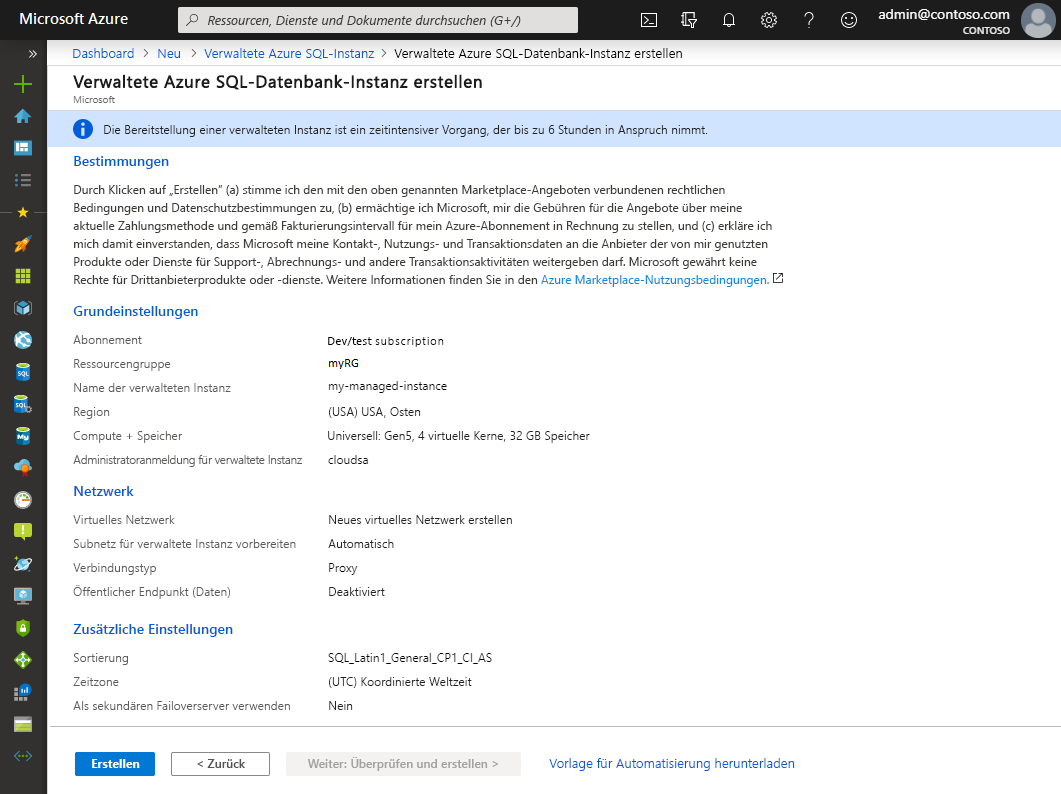 Microsoft Azure
Ressourcen, Dienste und Dokumente durchsuchen (G+/)
admin@contoso.com
CONTOSO
Dashboard > Neu > Verwaltete Azure SQL-Instanz > Verwaltete Azure SQL-Datenbank-Instanz erstellen
Verwaltete Azure SQL-Datenbank-Instanz erstellen
Microsoft
Die Bereitstellung einer verwalteten Instanz ist ein zeitintensiver Vorgang, der bis zu 6 Stunden in Anspruch nimmt.
Bestimmungen
Durch Klicken auf „Erstellen“ (a) stimme ich den mit den oben genannten Marketplace-Angeboten verbundenen rechtlichen
Bedingungen und Datenschutzbestimmungen zu, (b) ermächtige ich Microsoft, mir die Gebühren für die Angebote über meine
aktuelle Zahlungsmethode und gemäß Fakturierungsintervall für mein Azure-Abonnement in Rechnung zu stellen, und (c) erkläre ich
mich damit einverstanden, dass Microsoft meine Kontakt-, Nutzungs- und Transaktionsdaten an die Anbieter der von mir genutzten
Produkte oder Dienste für Support-, Abrechnungs- und andere Transaktionsaktivitäten weitergeben darf. Microsoft gewährt keine
Rechte für Drittanbieterprodukte oder -dienste. Weitere Informationen finden Sie in den Azure Marketplace-Nutzungsbedingungen.
Grundeinstellungen
Abonnement Dev/test subscription
Ressourcengruppe myRG
Name der verwalteten Instanz my-managed-instance
Region (USA) USA, Osten
Compute + Speicher Universell: Gen5, 4 virtuelle Kerne, 32 GB Speicher
Administratoranmeldung für verwaltete Instanz cloudsa
Netzwerk
Virtuelles Netzwerk Neues virtuelles Netzwerk erstellen
Subnetz für verwaltete Instanz vorbereiten Automatisch
Verbindungstyp Proxy
Öffentlicher Endpunkt (Daten) Deaktiviert
Zusätzliche Einstellungen
Sortierung SQL_Latin1_General_CP1_CI_AS
Zeitzone (UTC) Koordinierte Weltzeit
Als sekundären Failoverserver verwenden Nein
Erstellen < Zurück Weiter: Überprüfen und erstellen > Vorlage für Automatisierung herunterladen